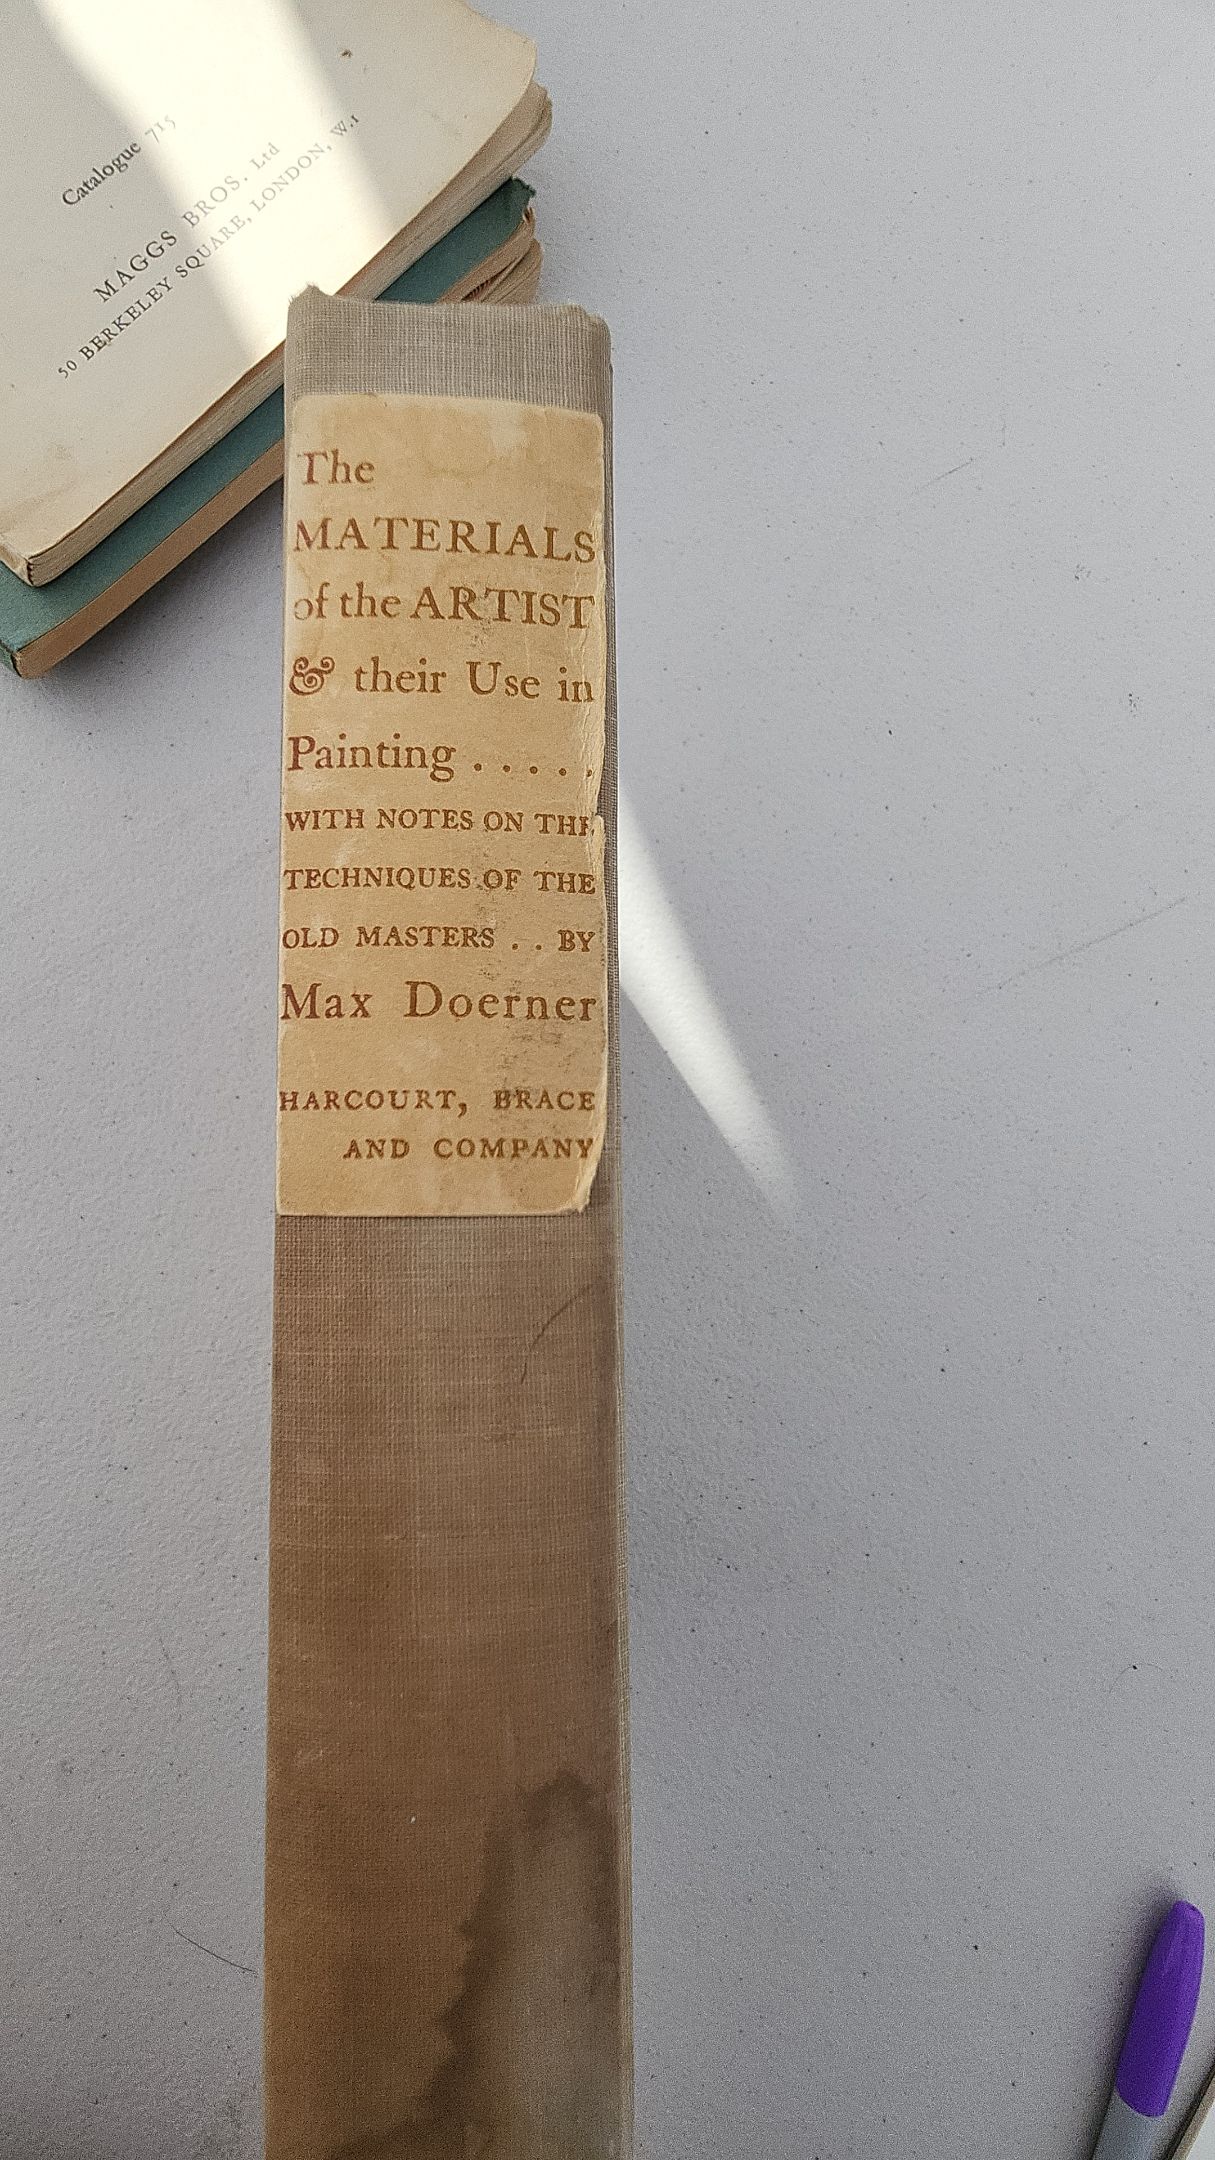 Catalogue 715
MAGGS BROS. Ltd
50 BERKELEY SQUARE, LONDON, W.1
The
MATERIALS
of the ARTIST
& their Use in
Painting . . . . .
WITH NOTES ON THE
TECHNIQUES OF THE
OLD MASTERS . . BY
Max Doerner
HARCOURT, BRACE
AND COMPANY